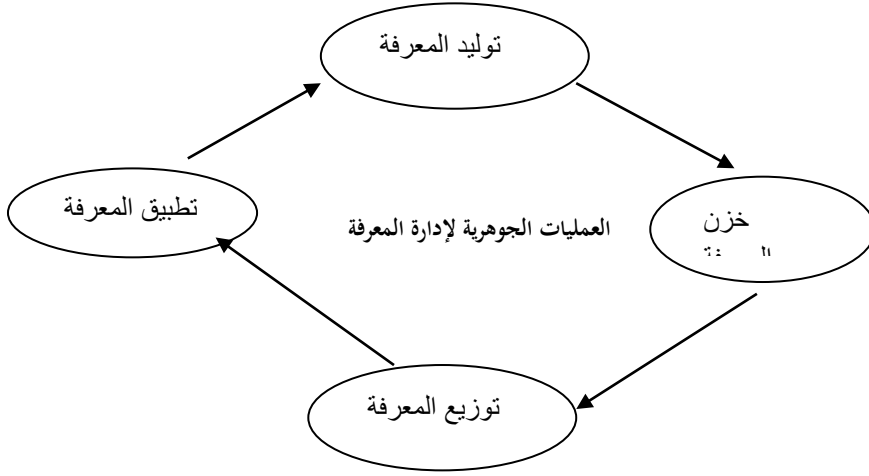 توليد المعرفة
تطبيق المعرفة
العمليات الجوهرية لإدارة المعرفة
خزن
توزيع المعرفة